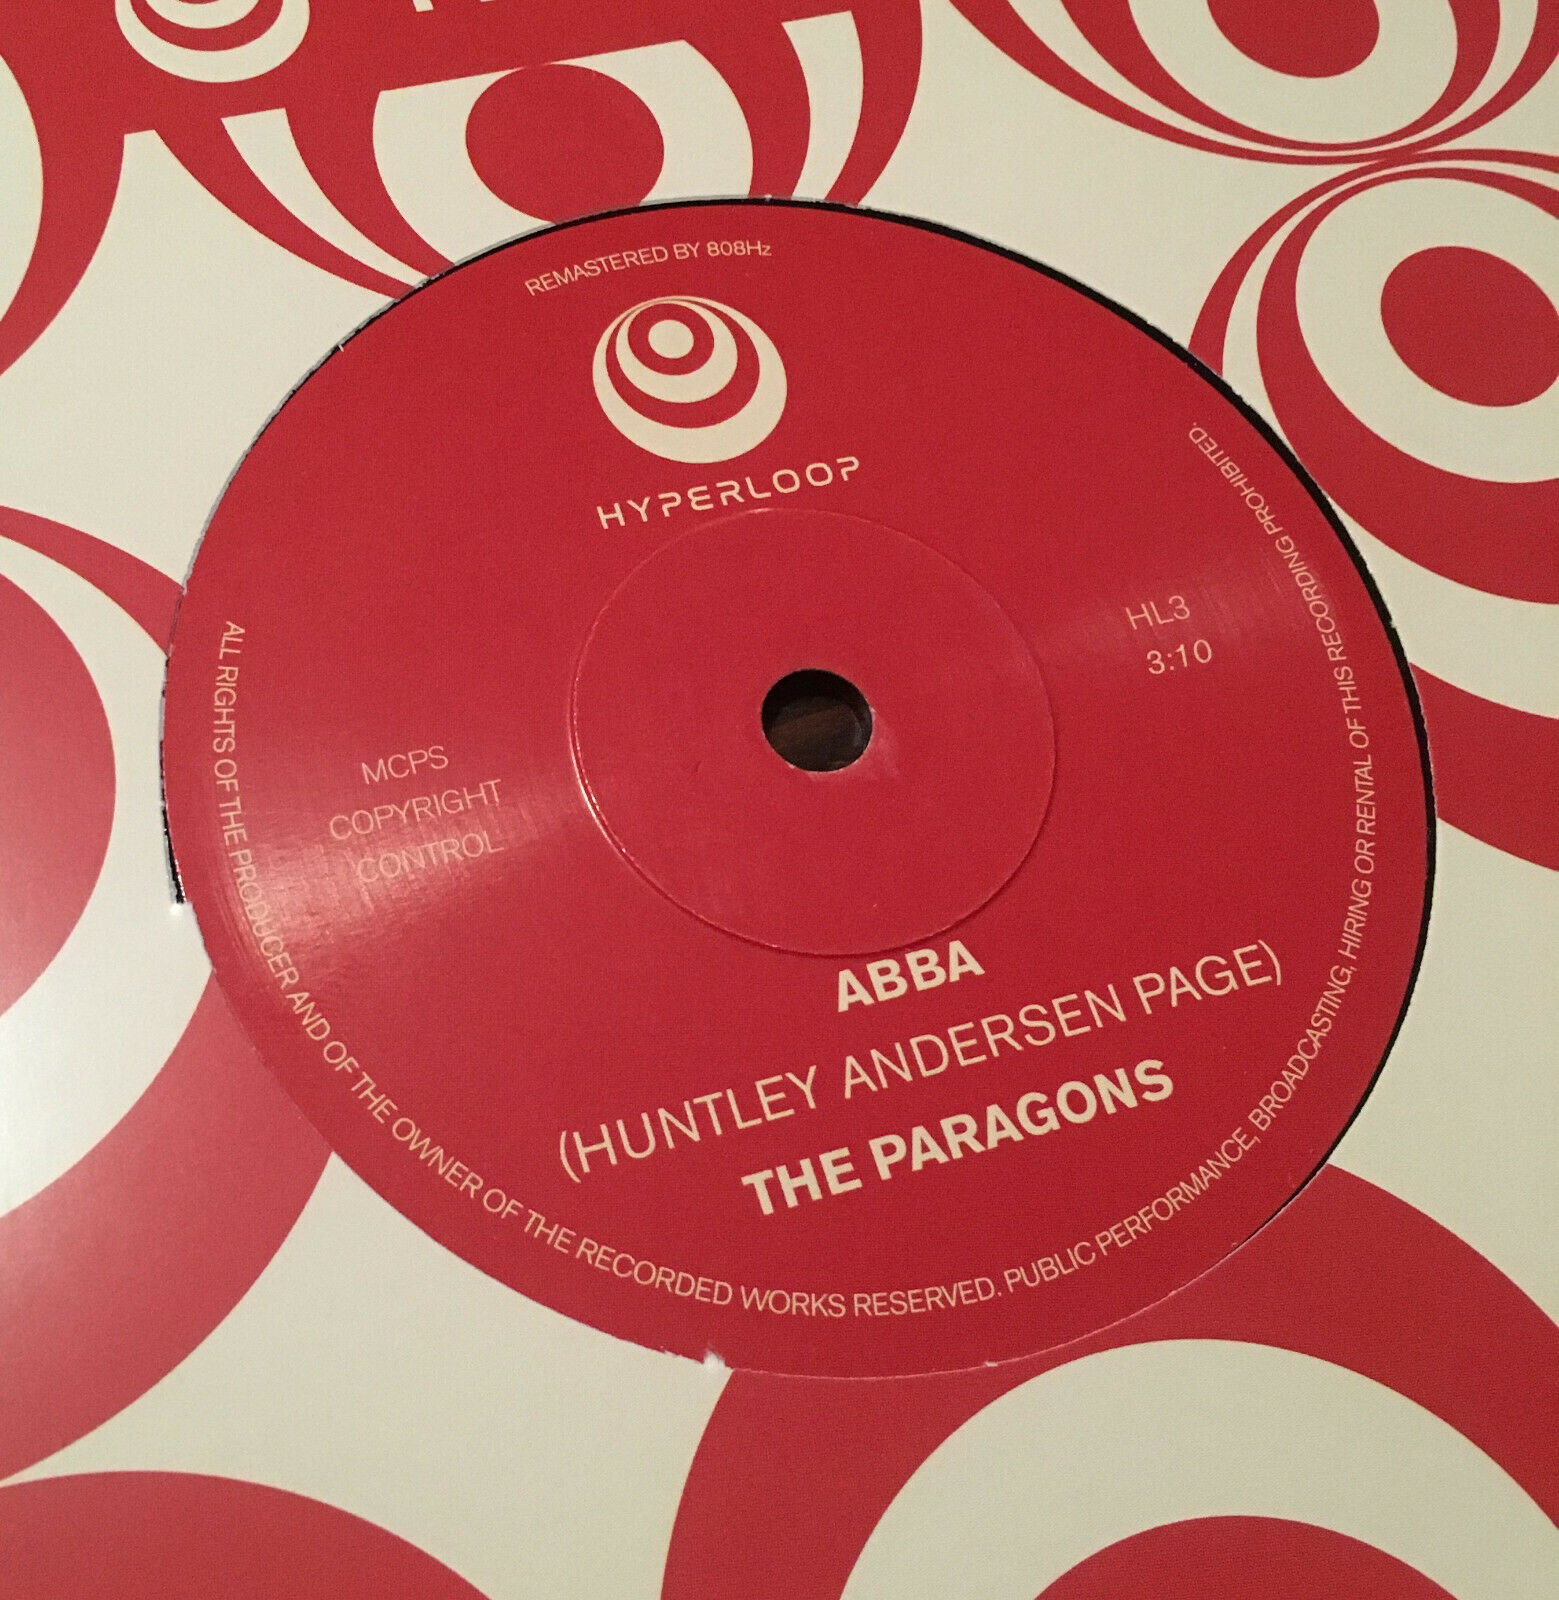 REMASTERED BY 808Hz
HYPERLOOP
HL3
3:10
MCPS
COPYRIGHT
CONTROL
ABBA
(HUNTLEY ANDERSEN PAGE)
THE PARAGONS
ALL RIGHTS OF THE PRODUCER AND OF THE OWNER OF THE RECORDED WORKS RESERVED. PUBLIC PERFORMANCE, BROADCASTING, HIRING OR RENTAL OF THIS RECORDING PROHIBITED.